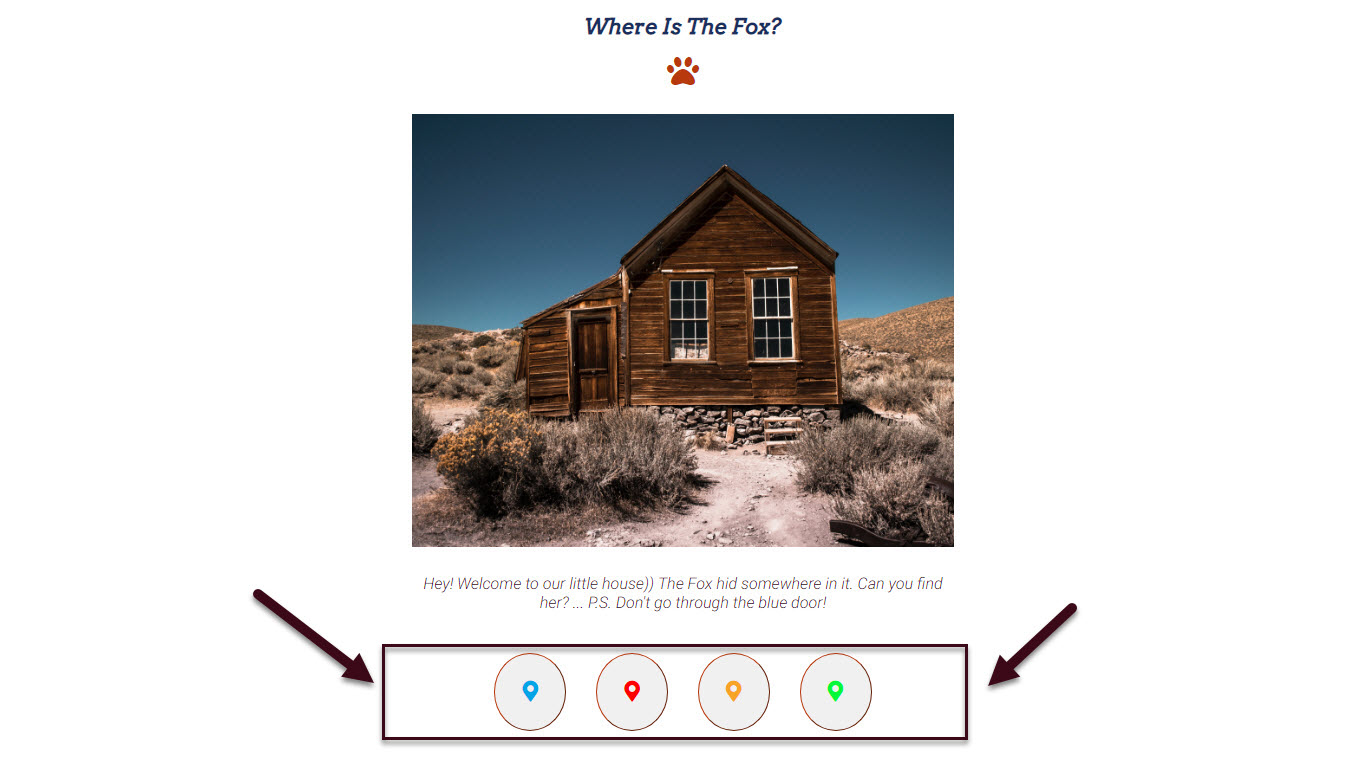 Where Is The Fox?
Hey! Welcome to our little house)) The Fox hid somewhere in it. Can you find
her? ... P.S. Don't go through the blue door!